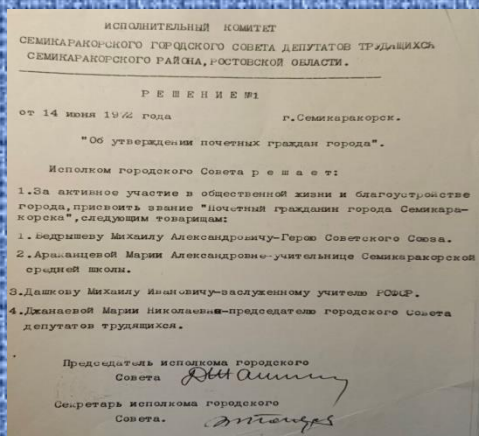 ИСПОЛНИТЕЛЬНЫЙ КОМИТЕТ
СЕМИКАРАКОРСКОГО ГОРОДСКОГО СОВЕТА ДЕПУТАТОВ ТРУДЯЩИХСЯ
СЕМИКАРАКОРСКОГО РАЙОНА, РОСТОВСКОЙ ОБЛАСТИ.
Р Е Ш Е Н И Е №1
от 14 июня 1972 года г.Семикаракорск.
"Об утверждении почетных граждан города".
Исполком городского Совета р е ш а е т:
1.За активное участие в общественной жизни и благоустройстве
города,присвоить звание "Почетный гражданин города Семикара-
корска",следующим товарищам:
1.Бедрышеву Михаилу Александровичу-Герою Советского Союза.
2.Араканцевой Марии Александровне-учительнице Семикаракорской
средней школы.
3.Дашкову Михаилу Ивановичу-заслуженному учителю РСФСР.
4.Джанаевой Марии Николаевне-председателю городского Совета
депутатов трудящихся.
Председатель исполкома городского
Совета
Секретарь исполкома городского
Совета.